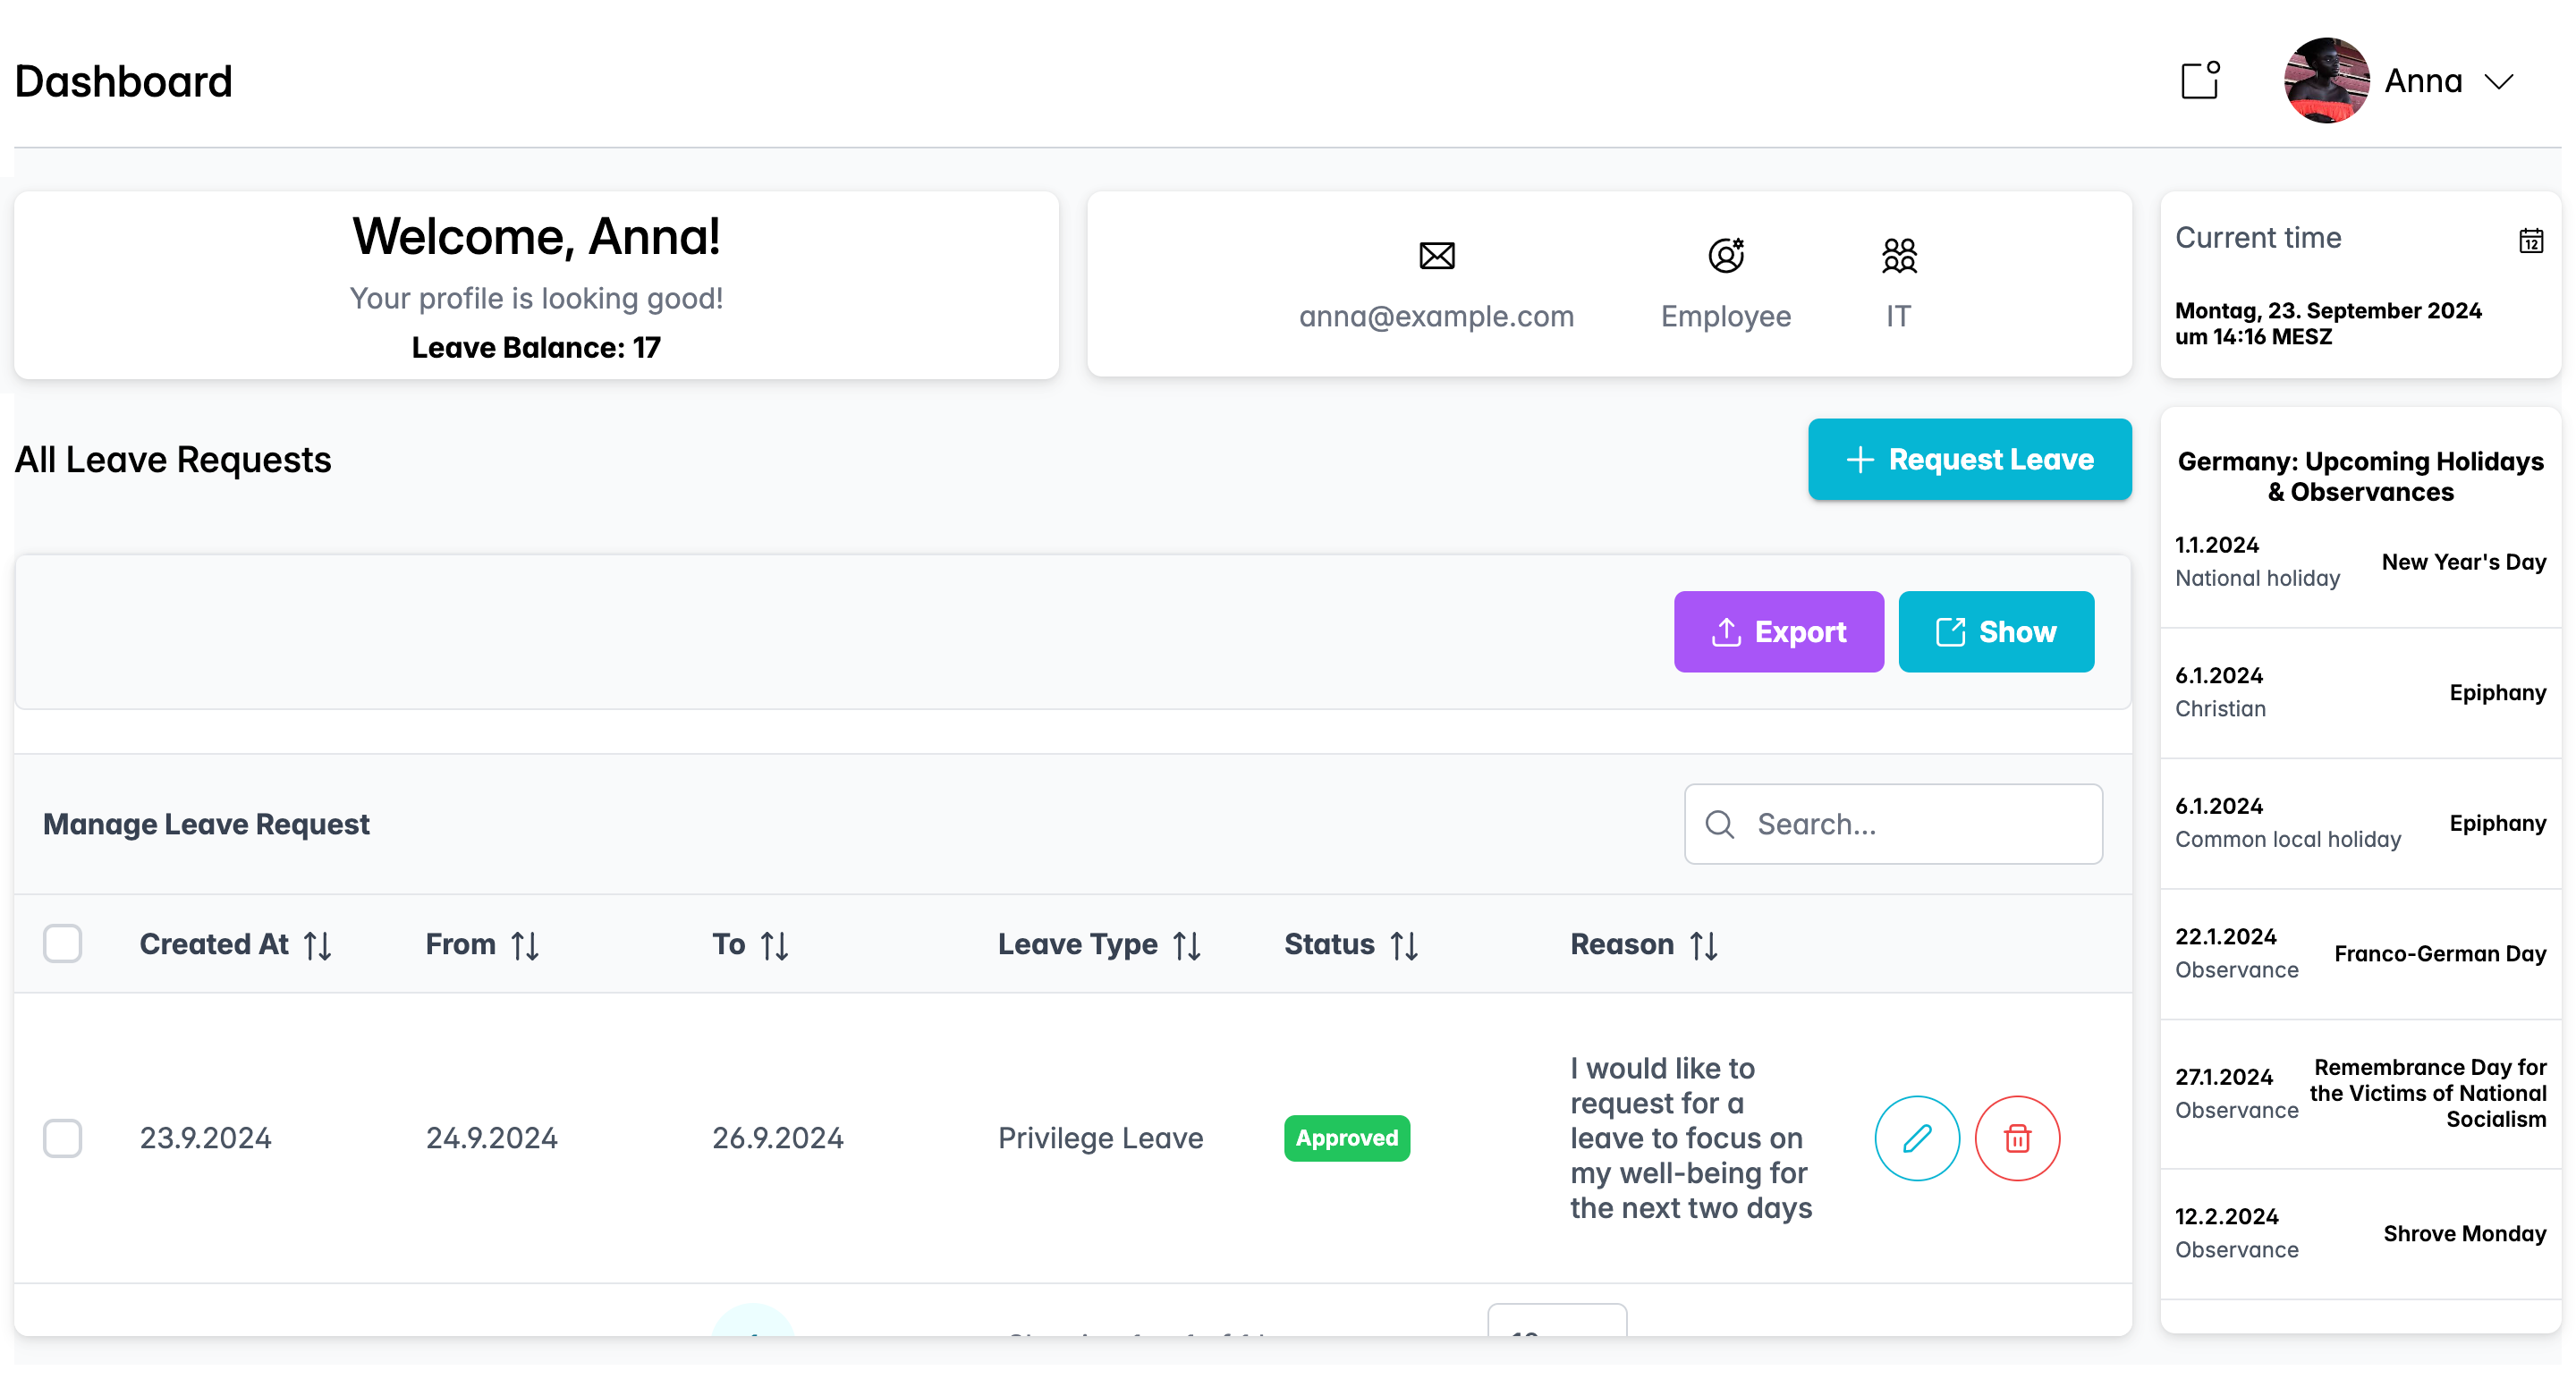 Dashboard
Anna
Welcome, Anna!
Your profile is looking good!
Leave Balance: 17
anna@example.com
Employee
IT
Current time
12
Montag, 23. September 2024
um 14:16 MESZ
All Leave Requests
Request Leave
Export
Show
Manage Leave Request
Search...
Created At
From
To
Leave Type
Status
Reason
23.9.2024
24.9.2024
26.9.2024
Privilege Leave
Approved
I would like to
request for a
leave to focus on
my well-being for
the next two days
Germany: Upcoming Holidays
& Observances
1.1.2024
National holiday
New Year's Day
6.1.2024
Christian
Epiphany
6.1.2024
Common local holiday
Epiphany
22.1.2024
Observance
Franco-German Day
27.1.2024
Observance
Remembrance Day for
the Victims of National
Socialism
12.2.2024
Observance
Shrove Monday